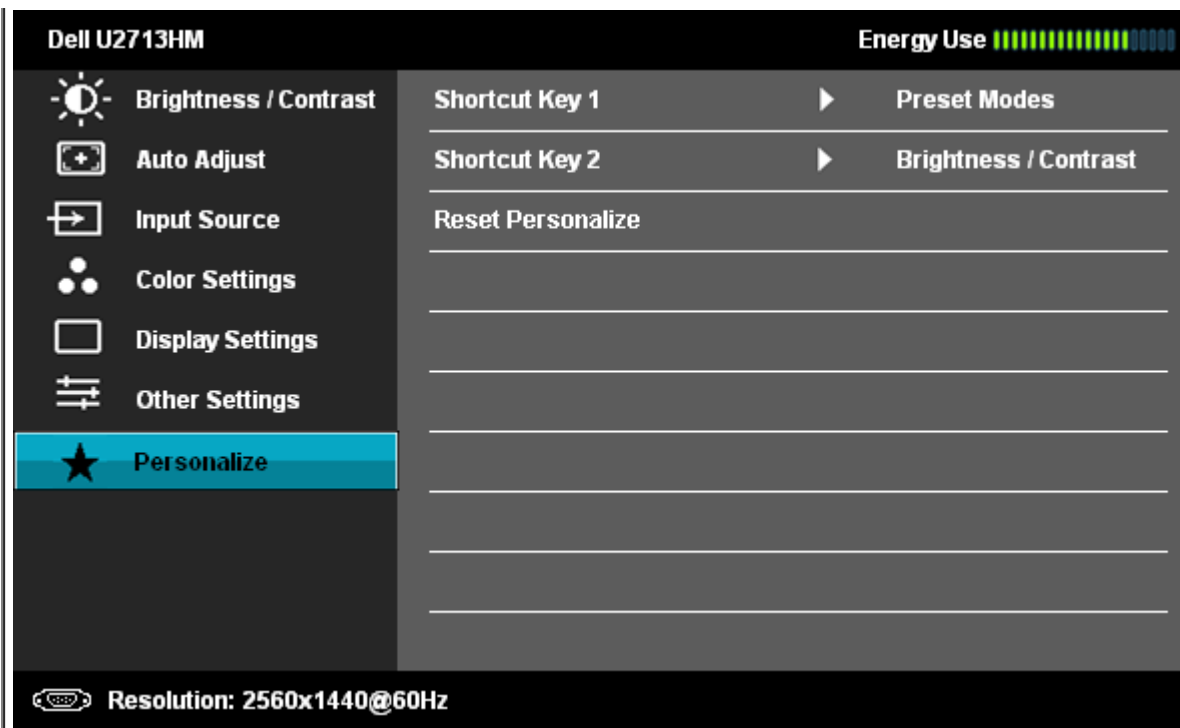 Dell U2713HM
Energy Use
Brightness / Contrast
Auto Adjust
Input Source
Color Settings
Display Settings
Other Settings
Personalize
Shortcut Key 1 Preset Modes
Shortcut Key 2 Brightness / Contrast
Reset Personalize
Resolution: 2560x1440@60Hz